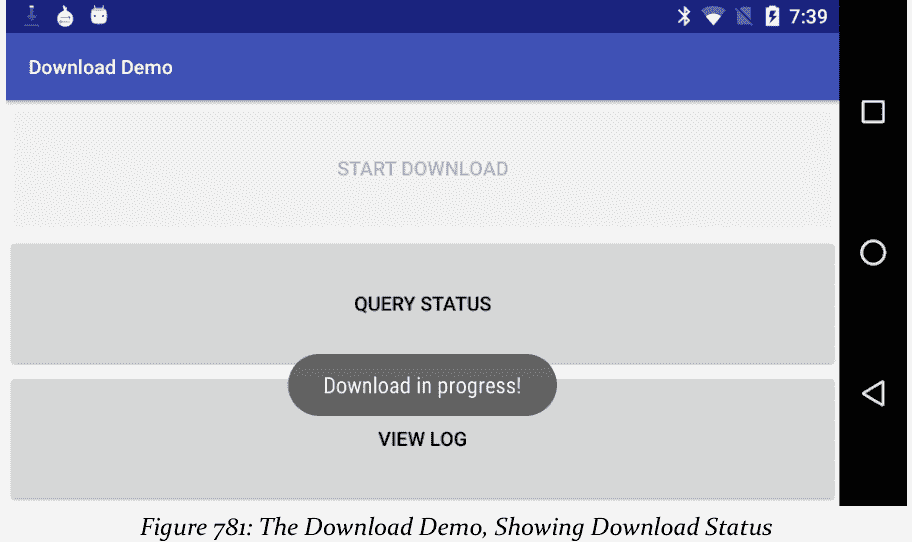 7:39
Download Demo
START DOWNLOAD
QUERY STATUS
Download in progress!
VIEW LOG
Figure 781: The Download Demo, Showing Download Status